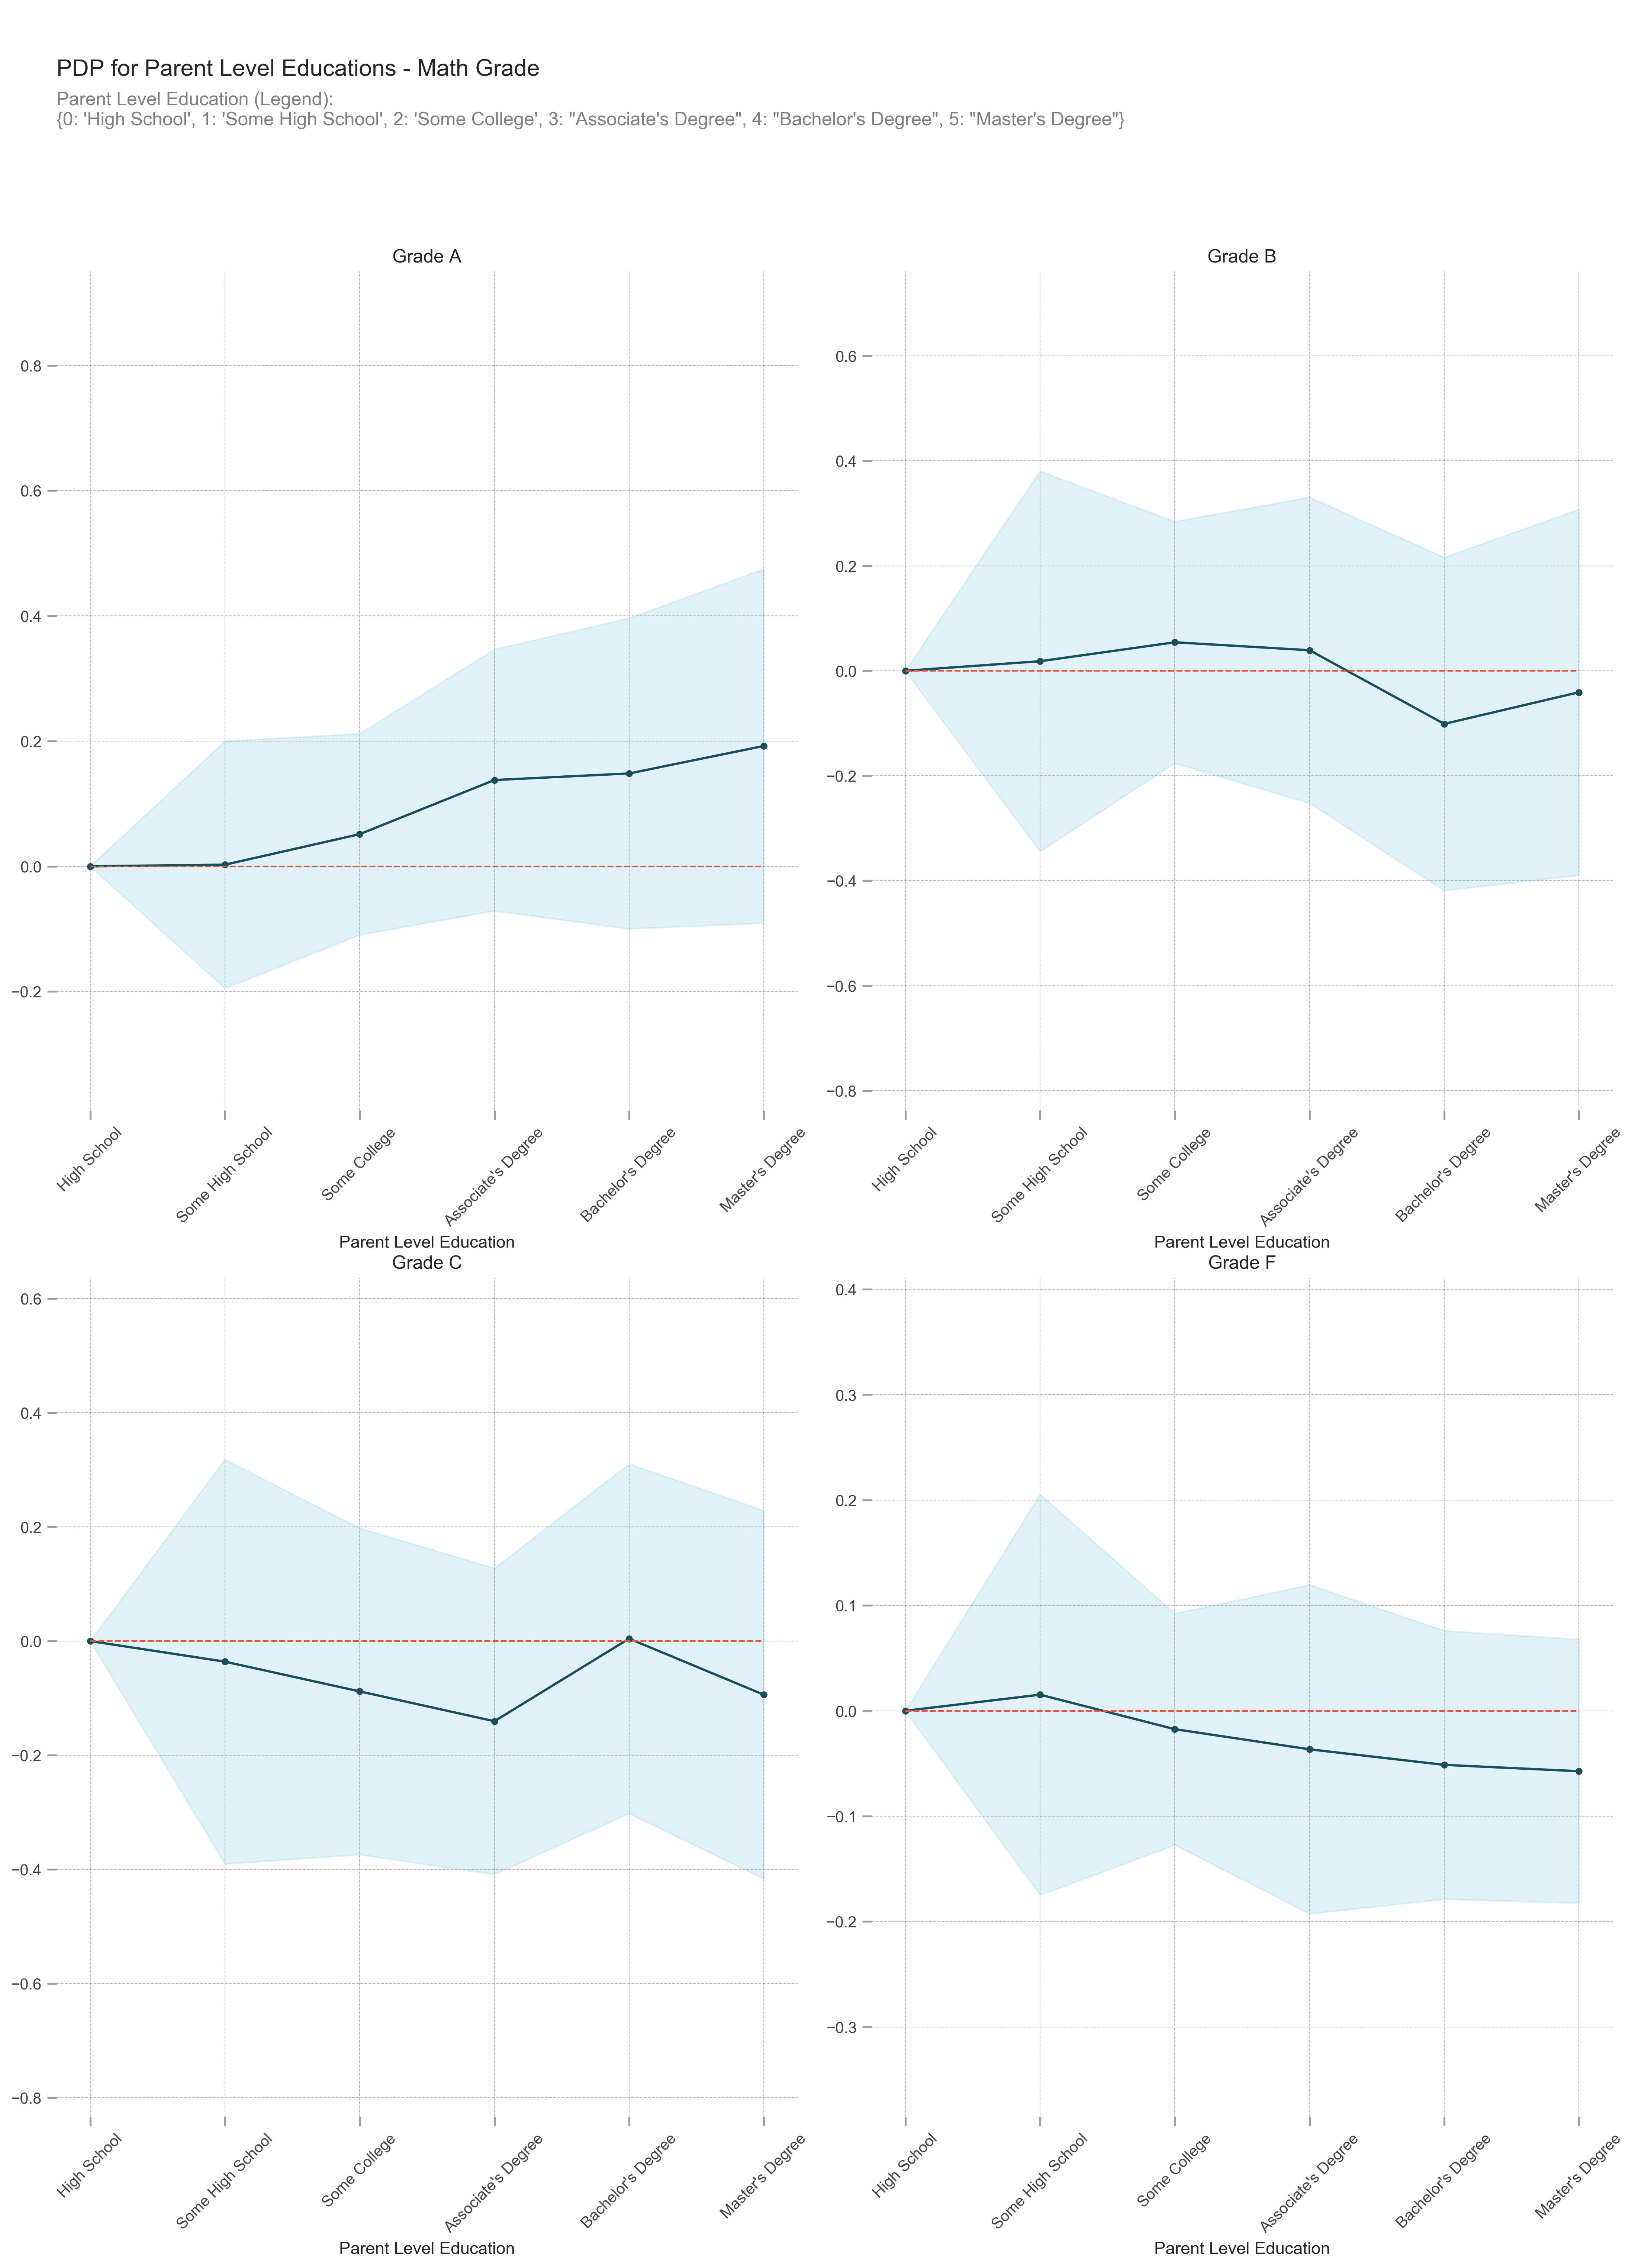 PDP for Parent Level Educations - Math Grade
Parent Level Education (Legend):
{0: 'High School', 1: 'Some High School', 2: 'Some College', 3: "Associate's Degree", 4: "Bachelor's Degree", 5: "Master's Degree"}
Grade A
0.8
0.6
0.4
0.2
0.0
−0.2
High School
Some High School
Some College
Associate's Degree
Bachelor's Degree
Master's Degree
Parent Level Education
Grade B
0.6
0.4
0.2
0.0
−0.2
−0.4
−0.6
−0.8
High School
Some High School
Some College
Associate's Degree
Bachelor's Degree
Master's Degree
Parent Level Education
Grade C
0.6
0.4
0.2
0.0
−0.2
−0.4
−0.6
−0.8
High School
Some High School
Some College
Associate's Degree
Bachelor's Degree
Master's Degree
Parent Level Education
Grade F
0.4
0.3
0.2
0.1
0.0
−0.1
−0.2
−0.3
High School
Some High School
Some College
Associate's Degree
Bachelor's Degree
Master's Degree
Parent Level Education